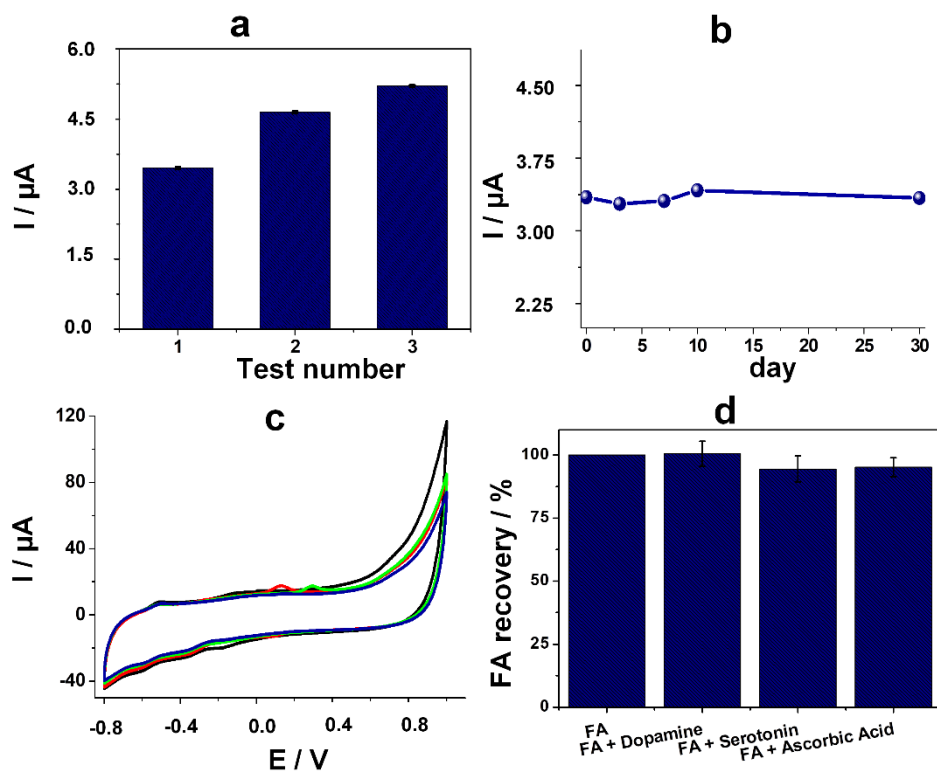 a
6.0
4.5
3.0
1.5
0.0
I / µA
1 2 3
Test number
b
4.50
3.75
3.00
2.25
I / µA
0 5 10 15 20 25 30
day
c
120
80
40
0
-40
I / µA
-0.8 -0.4 0.0 0.4 0.8
E / V
d
100
75
50
25
0
FA recovery / %
FA
FA + Dopamine
FA + Serotonin
FA + Ascorbic Acid